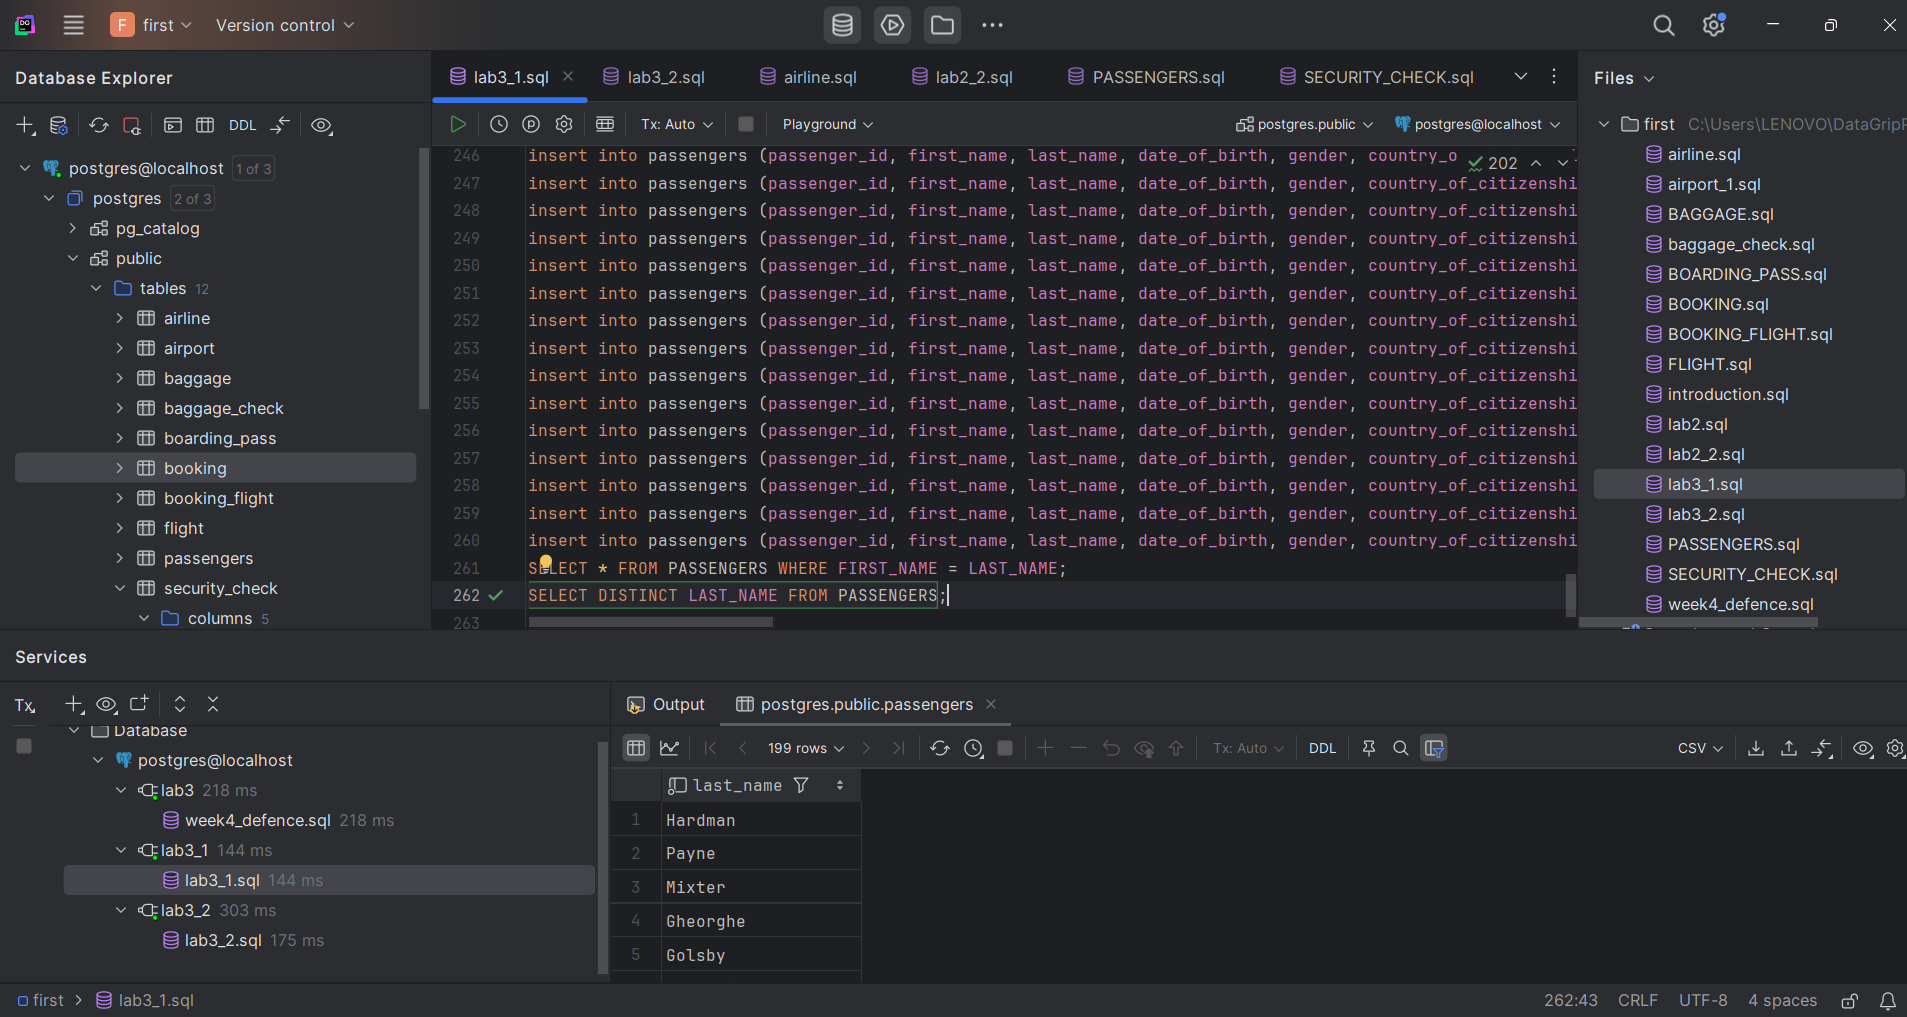 DG
F first
Version control
Database Explorer
DDL
postgres@localhost 1 of 3
postgres 2 of 3
pg_catalog
public
tables 12
airline
airport
baggage
baggage_check
boarding_pass
booking
booking_flight
flight
passengers
security_check
columns 5
lab3_1.sql
lab3_2.sql
airline.sql
lab2_2.sql
PASSENGERS.sql
SECURITY_CHECK.sql
Tx: Auto
Playground
postgres.public
postgres@localhost
202
246 insert into passengers (passenger_id, first_name, last_name, date_of_birth, gender, country_o
247 insert into passengers (passenger_id, first_name, last_name, date_of_birth, gender, country_of_citizenshi
248 insert into passengers (passenger_id, first_name, last_name, date_of_birth, gender, country_of_citizenshi
249 insert into passengers (passenger_id, first_name, last_name, date_of_birth, gender, country_of_citizenshi
250 insert into passengers (passenger_id, first_name, last_name, date_of_birth, gender, country_of_citizenshi
251 insert into passengers (passenger_id, first_name, last_name, date_of_birth, gender, country_of_citizenshi
252 insert into passengers (passenger_id, first_name, last_name, date_of_birth, gender, country_of_citizenshi
253 insert into passengers (passenger_id, first_name, last_name, date_of_birth, gender, country_of_citizenshi
254 insert into passengers (passenger_id, first_name, last_name, date_of_birth, gender, country_of_citizenshi
255 insert into passengers (passenger_id, first_name, last_name, date_of_birth, gender, country_of_citizenshi
256 insert into passengers (passenger_id, first_name, last_name, date_of_birth, gender, country_of_citizenshi
257 insert into passengers (passenger_id, first_name, last_name, date_of_birth, gender, country_of_citizenshi
258 insert into passengers (passenger_id, first_name, last_name, date_of_birth, gender, country_of_citizenshi
259 insert into passengers (passenger_id, first_name, last_name, date_of_birth, gender, country_of_citizenshi
260 insert into passengers (passenger_id, first_name, last_name, date_of_birth, gender, country_of_citizenshi
261 SELECT * FROM PASSENGERS WHERE FIRST_NAME = LAST_NAME;
262 SELECT DISTINCT LAST_NAME FROM PASSENGERS;
263
Files
first C:\Users\LENOVO\DataGripP
airline.sql
airport_1.sql
BAGGAGE.sql
baggage_check.sql
BOARDING_PASS.sql
BOOKING.sql
BOOKING_FLIGHT.sql
FLIGHT.sql
introduction.sql
lab2.sql
lab2_2.sql
lab3_1.sql
lab3_2.sql
PASSENGERS.sql
SECURITY_CHECK.sql
week4_defence.sql
Services
Tx
Database
postgres@localhost
lab3 218 ms
week4_defence.sql 218 ms
lab3_1 144 ms
lab3_1.sql 144 ms
lab3_2 303 ms
lab3_2.sql 175 ms
Output
postgres.public.passengers
199 rows
Tx: Auto
DDL
CSV
last_name
1 Hardman
2 Payne
3 Mixter
4 Gheorghe
5 Golsby
first > lab3_1.sql
262:43 CRLF UTF-8 4 spaces